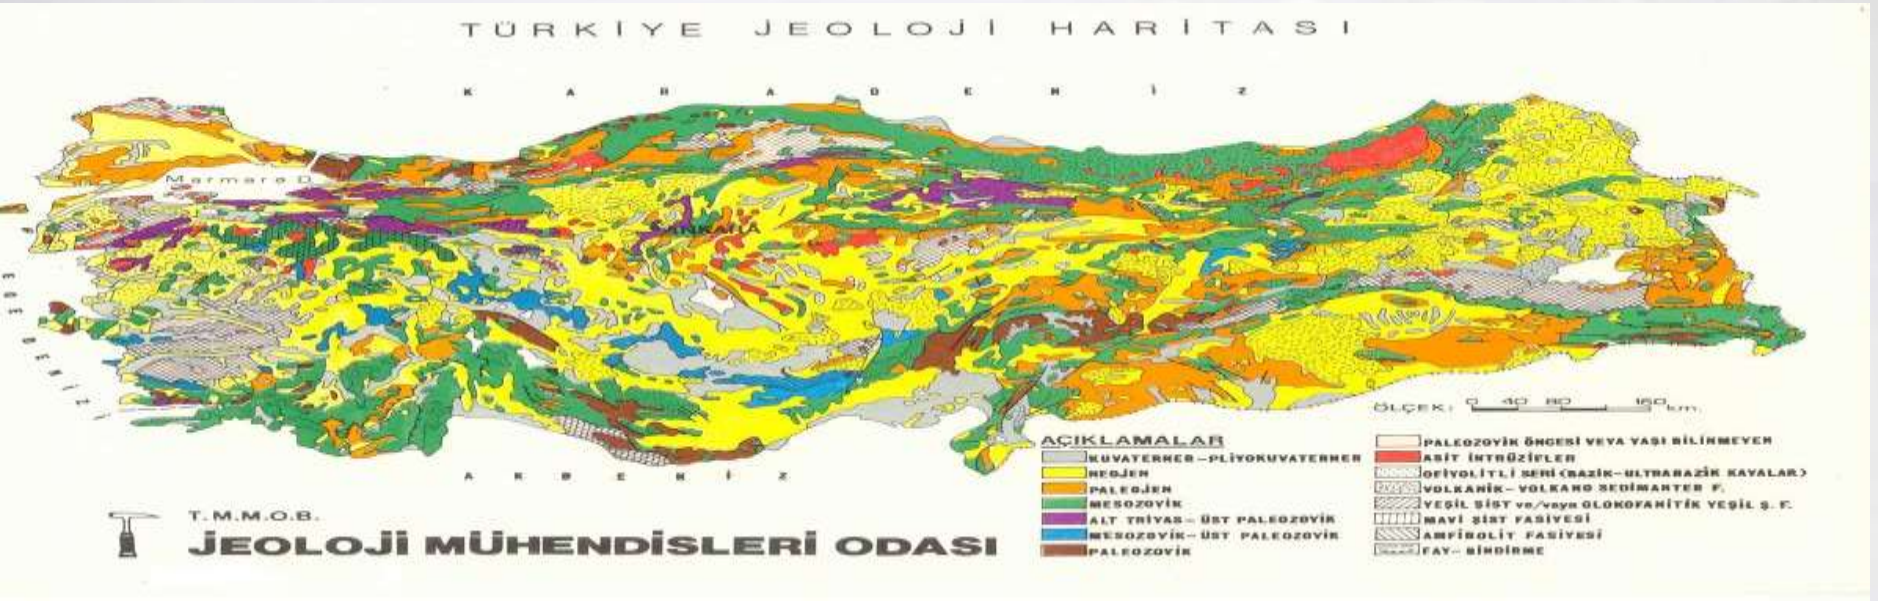 TÜRKİYE JEOLOJİ HARİTASI
KARADENİZ
Marmara D.
ANKARA
EGE DENİZİ
AKDENİZ
ÖLÇEK: 0 40 80 160 km.
AÇIKLAMALAR
KUVATERNER-PLİYOKUVATERNER
NEOJEN
PALEOJEN
MESOZOYİK
ALT TRİYAS-ÜST PALEOZOYİK
MESOZOYİK-ÜST PALEOZOYİK
PALEOZOYİK
PALEOZOYİK ÖNCESİ VEYA YAŞI BİLİNMEYEN
ASİT İNTRÜZİFLER
OFİYOLİTLİ SERİ (BAZİK-ULTRABAZİK KAYALAR)
VOLKANİK-VOLKANO SEDİMANTER F.
YEŞİL ŞİST ve/veya GLOKOFANİTİK YEŞİL Ş. F.
MAVİ ŞİST FASİYESİ
AMFİBOLİT FASİYESİ
FAY-BİNDİRME
T.M.M.O.B.
JEOLOJİ MÜHENDİSLERİ ODASI